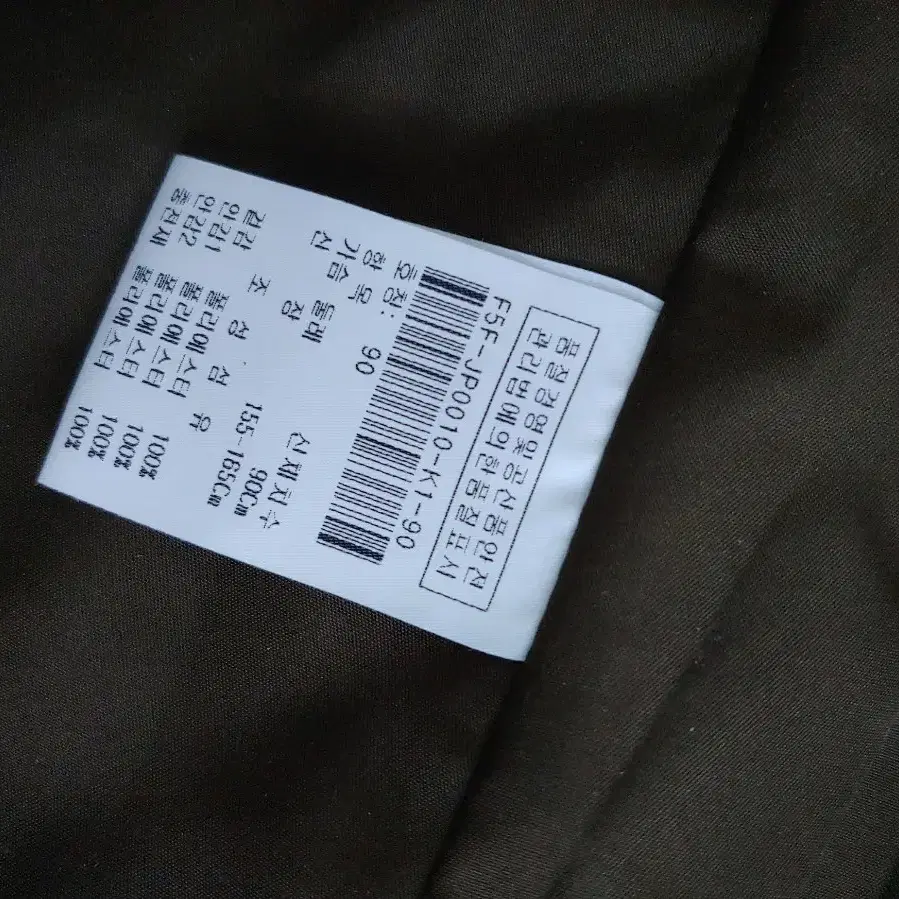 품질경영및공산품안전
관리법에의한품질표시
F5F-JP0010-K1-90
호칭: 90
항 목 신체치수
가슴 둘레 90Cm
신 장 155-165Cm
조 성 섬 유
겉감 폴리에스터 100%
안감1 폴리에스터 100%
안감2 폴리에스터 100%
충전재 폴리에스터 100%